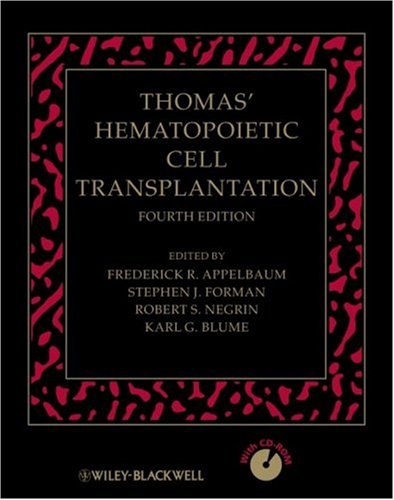 THOMAS'
HEMATOPOIETIC
CELL
TRANSPLANTATION
FOURTH EDITION
EDITED BY
FREDERICK R. APPELBAUM
STEPHEN J. FORMAN
ROBERT S. NEGRIN
KARL G. BLUME
With CD-ROM
WILEY-BLACKWELL